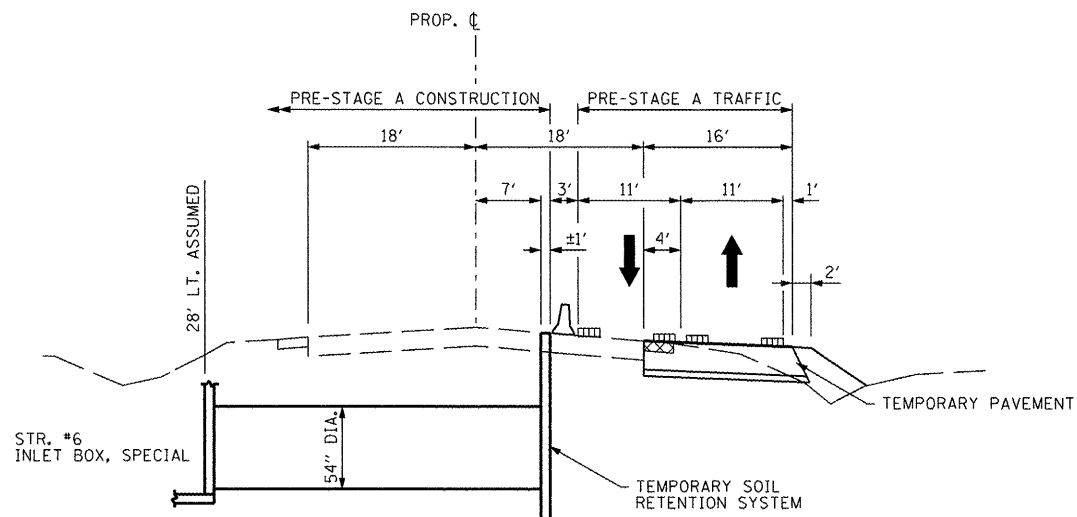 PROP. ℄
PRE-STAGE A CONSTRUCTION
PRE-STAGE A TRAFFIC
18'
18'
16'
7'
3'
11'
11'
1'
±1'
4'
2'
28' LT. ASSUMED
54" DIA.
TEMPORARY PAVEMENT
STR. #6
INLET BOX, SPECIAL
TEMPORARY SOIL
RETENTION SYSTEM